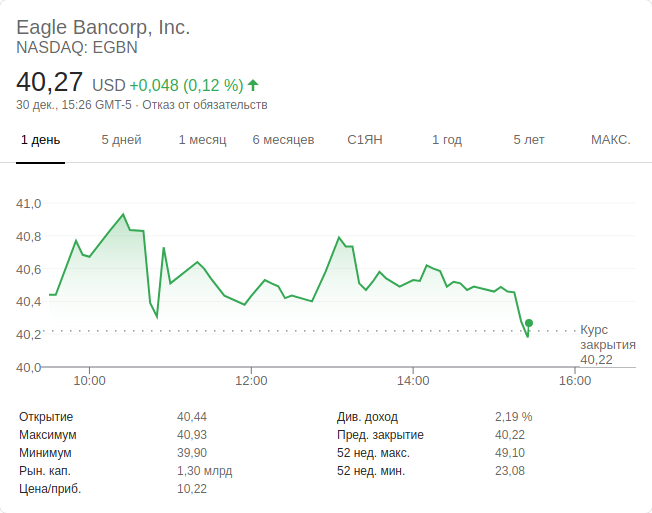 Eagle Bancorp, Inc.
NASDAQ: EGBN
40,27 USD +0,048 (0,12 %)
30 дек., 15:26 GMT-5 · Отказ от обязательств
1 день 5 дней 1 месяц 6 месяцев С1ЯН 1 год 5 лет МАКС.
41,0
40,8
40,6
40,4
40,2
40,0
Курс
закрытия
40,22
10:00 12:00 14:00 16:00
Открытие 40,44 Див. доход 2,19 %
Максимум 40,93 Пред. закрытие 40,22
Минимум 39,90 52 нед. макс. 49,10
Рын. кап. 1,30 млрд 52 нед. мин. 23,08
Цена/приб. 10,22